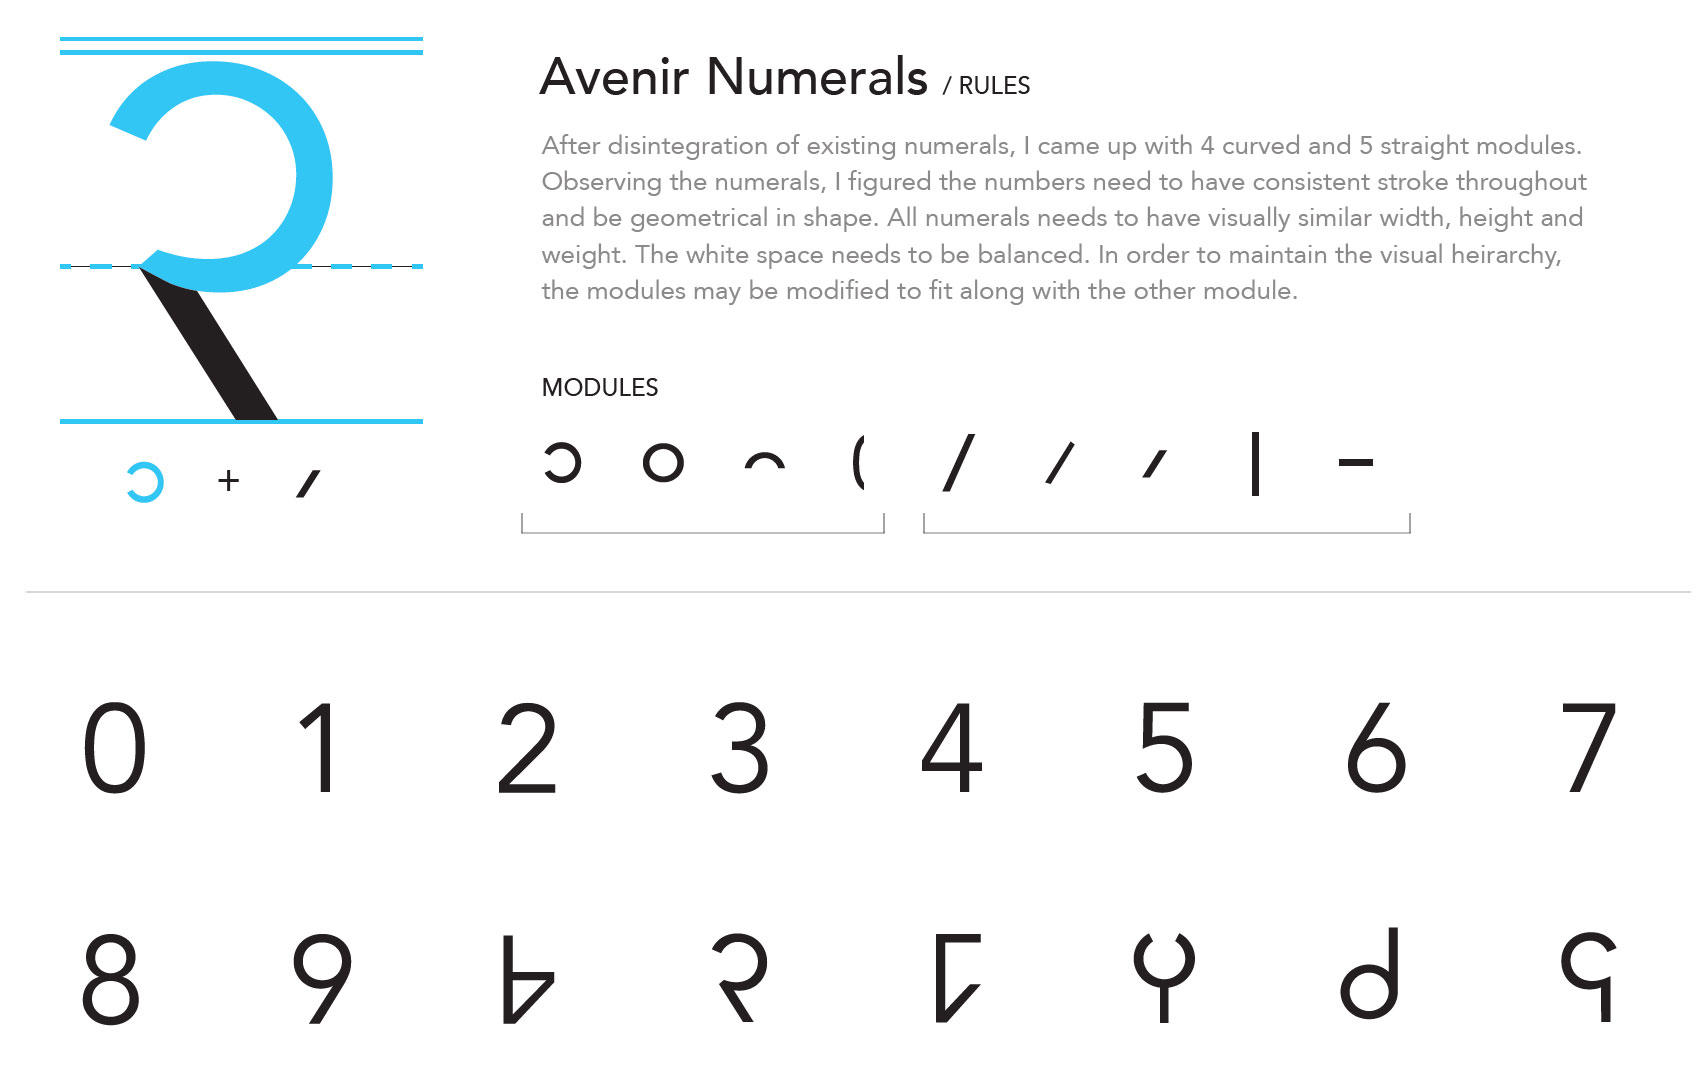 Avenir Numerals / RULES
After disintegration of existing numerals, I came up with 4 curved and 5 straight modules.
Observing the numerals, I figured the numbers need to have consistent stroke throughout
and be geometrical in shape. All numerals needs to have visually similar width, height and
weight. The white space needs to be balanced. In order to maintain the visual heirarchy,
the modules may be modified to fit along with the other module.
MODULES
+
0 1 2 3 4 5 6 7
8 9